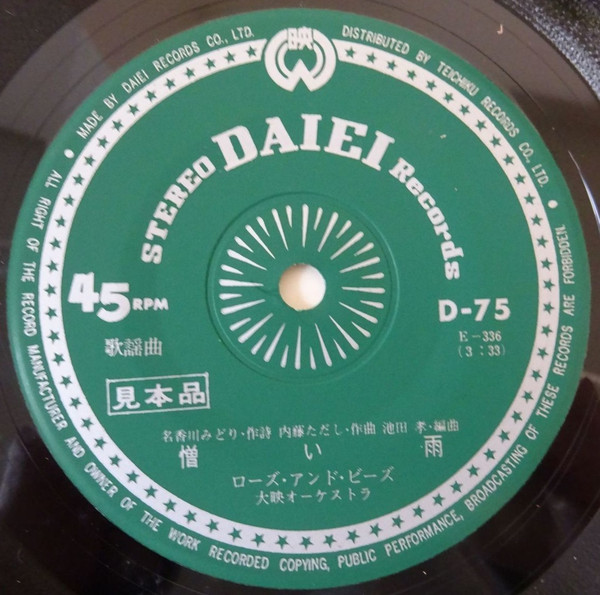 MADE BY DAIEI RECORDS CO., LTD.
映
DISTRIBUTED BY TEICHIKU RECORDS CO., LTD.
STEREO DAIEI Records
45 RPM
D-75
E-336
(3:33)
歌謡曲
見本品
名香川みどり・作詩 内藤ただし・作曲 池田 孝・編曲
憎い雨
ローズ・アンド・ビーズ
大映オーケストラ
ALL RIGHT OF THE RECORD MANUFACTURER AND OWNER OF THE WORK RECORDED COPYING, PUBLIC PERFORMANCE, BROADCASTING OF THESE RECORDS ARE FORBIDDEN